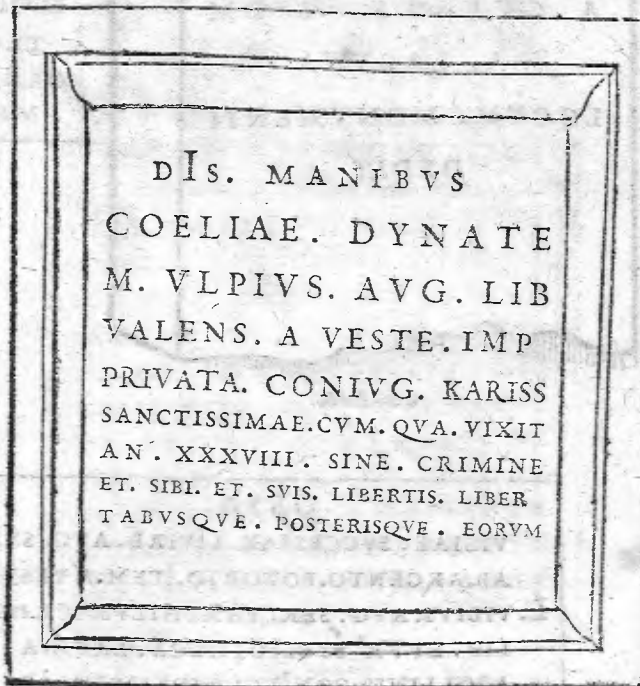 DIs. MANIBVS
COELIAE. DYNATE
M. VLPIVS. AVG. LIB
VALENS. A VESTE. IMP
PRIVATA. CONIVG. KARISS
SANCTISSIMAE. CVM. QVA. VIXIT
AN. XXXVIII. SINE. CRIMINE
ET. SIBI. ET. SVIS. LIBERTIS. LIBER
TABVSQVE. POSTERISQVE. EORVM